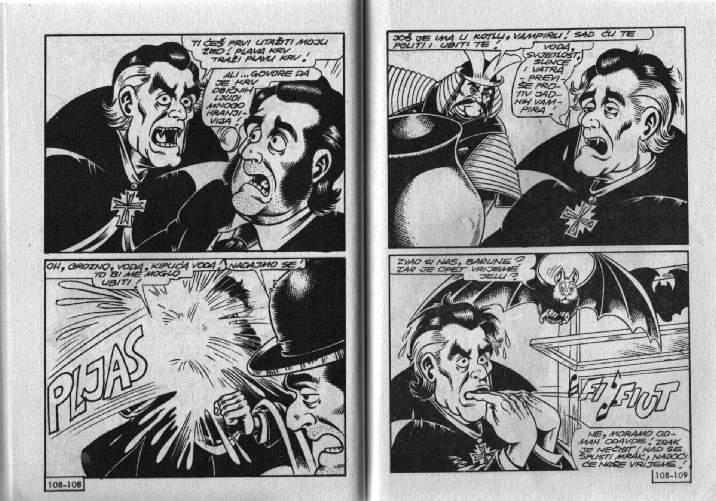 TI ĆEŠ PRVI UTAŽITI MOJU
ŽEĐ! PLAVA KRV
TRAŽI PLAVU KRV!
ALI...GOVORE DA
JE KRV
OBIČNIH
LJUDI
MNOGO
HRANJI-
VIJA!
OH, GROZNO, VODA, KIPUĆA VODA! NADAJMO SE!
TO BI ME MOGLO
UBITI!
PLJAS
108-108
JOŠ JE IMA U KOTLU, VAMPIRU! SAD ĆU TE
POLITI I UBITI TE!
VODA,
SVJETLOST,
SUNCE
I VATRA
PREVI-
ŠE PRO-
TIV JAD-
NIH VAM-
PIRA!
ZVAO SI NAS, BARUNE?
ZAR JE OPET VRIJEME
JELU?
FI FIUT
NE, MORAMO OD-
MAH ODAVDE! ZRAK
JE NEČIST! KAD SE
SPUSTI MRAK, NADOĆI
ĆE NAŠE VRIJEME!
108-109